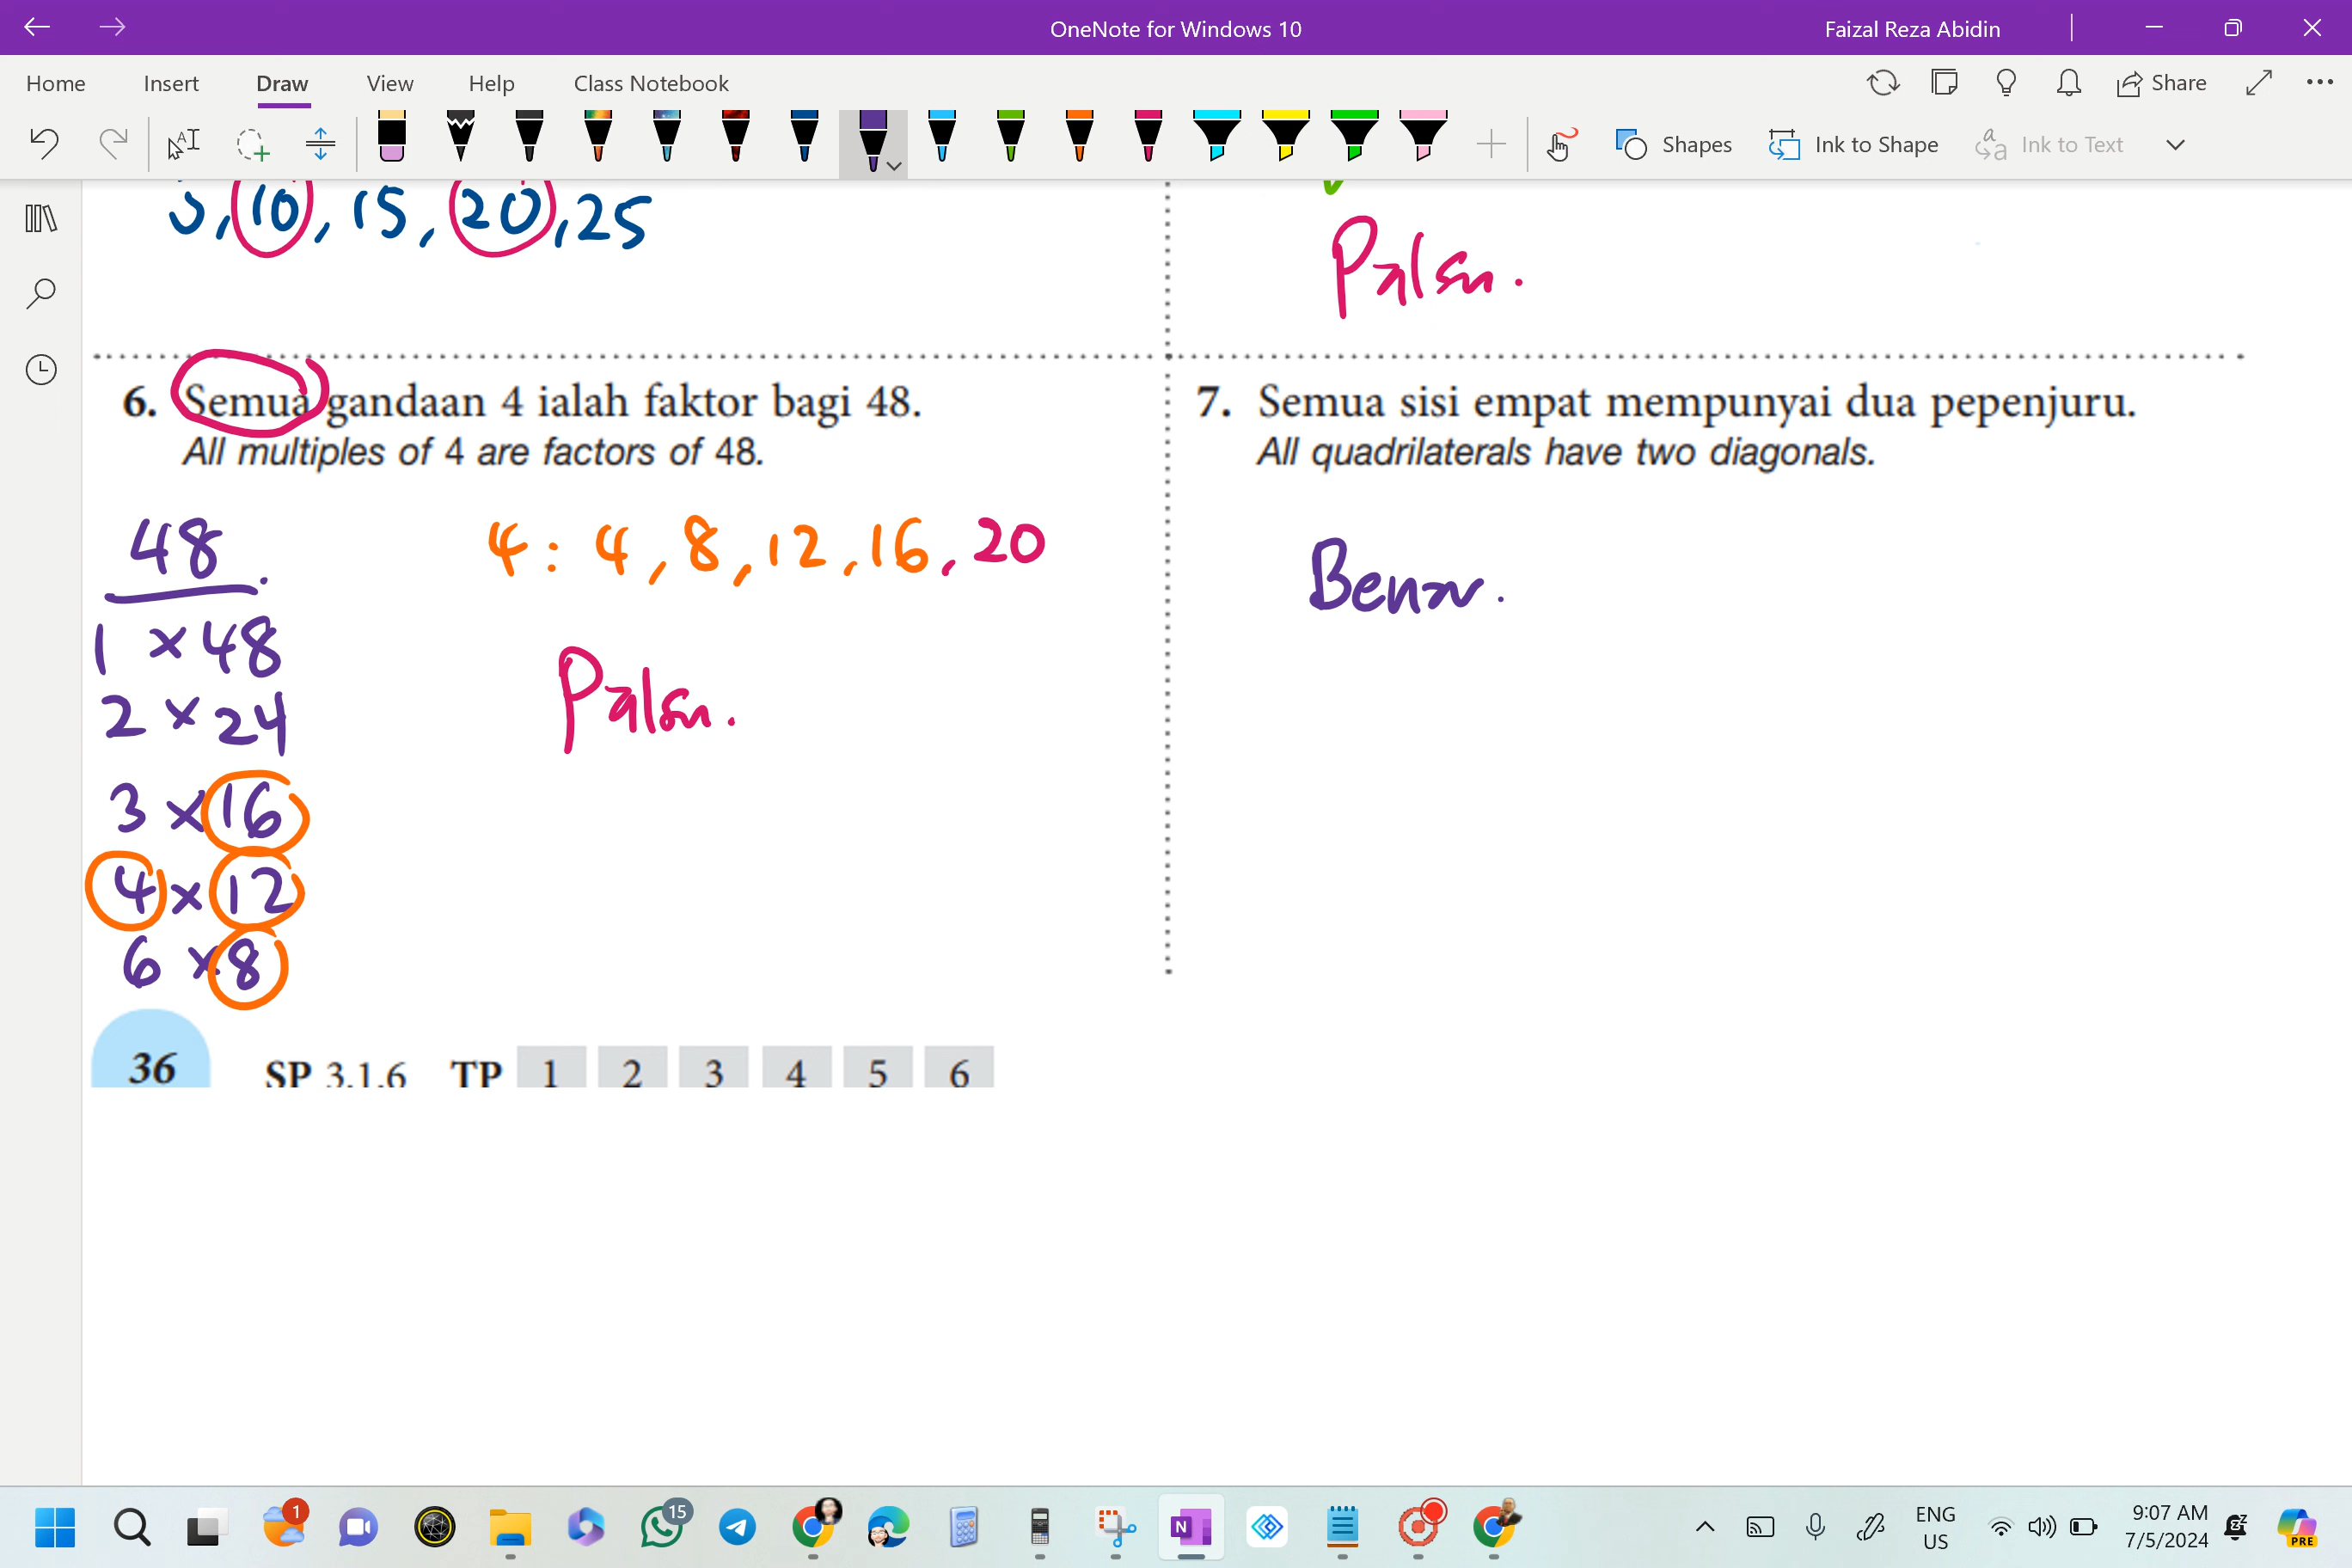 OneNote for Windows 10
Faizal Reza Abidin
Home Insert Draw View Help Class Notebook
Share
Shapes Ink to Shape Ink to Text
5, 10, 15, 20, 25
Palsu.
6. Semua gandaan 4 ialah faktor bagi 48.
All multiples of 4 are factors of 48.
48
1 × 48
2 × 24
3 × 16
4 × 12
6 × 8
4 : 4, 8, 12, 16, 20
Palsu.
7. Semua sisi empat mempunyai dua pepenjuru.
All quadrilaterals have two diagonals.
Benar.
36 SP 3.1.6 TP 1 2 3 4 5 6
1
15
N
ENG
US
9:07 AM
7/5/2024
PRE